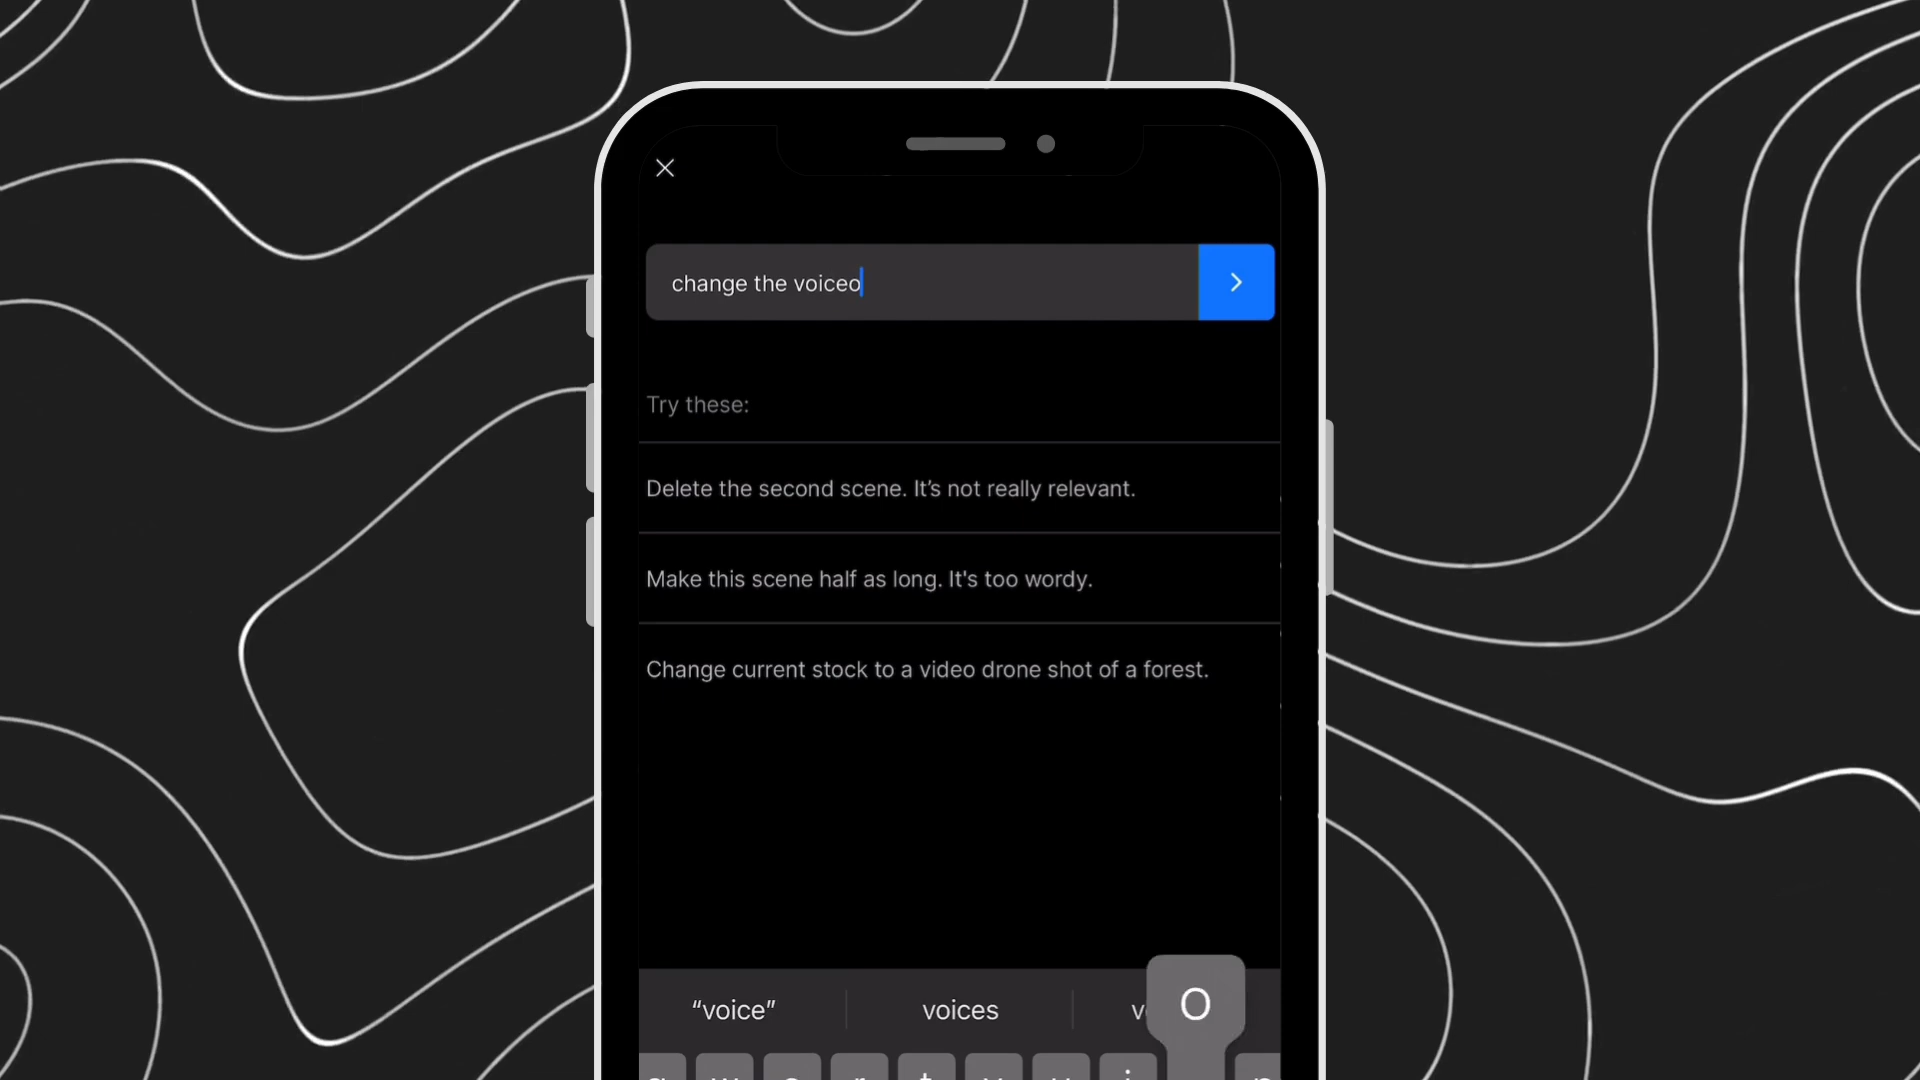 change the voiceo
Try these:
Delete the second scene. It’s not really relevant.
Make this scene half as long. It's too wordy.
Change current stock to a video drone shot of a forest.
“voice”
voices
O